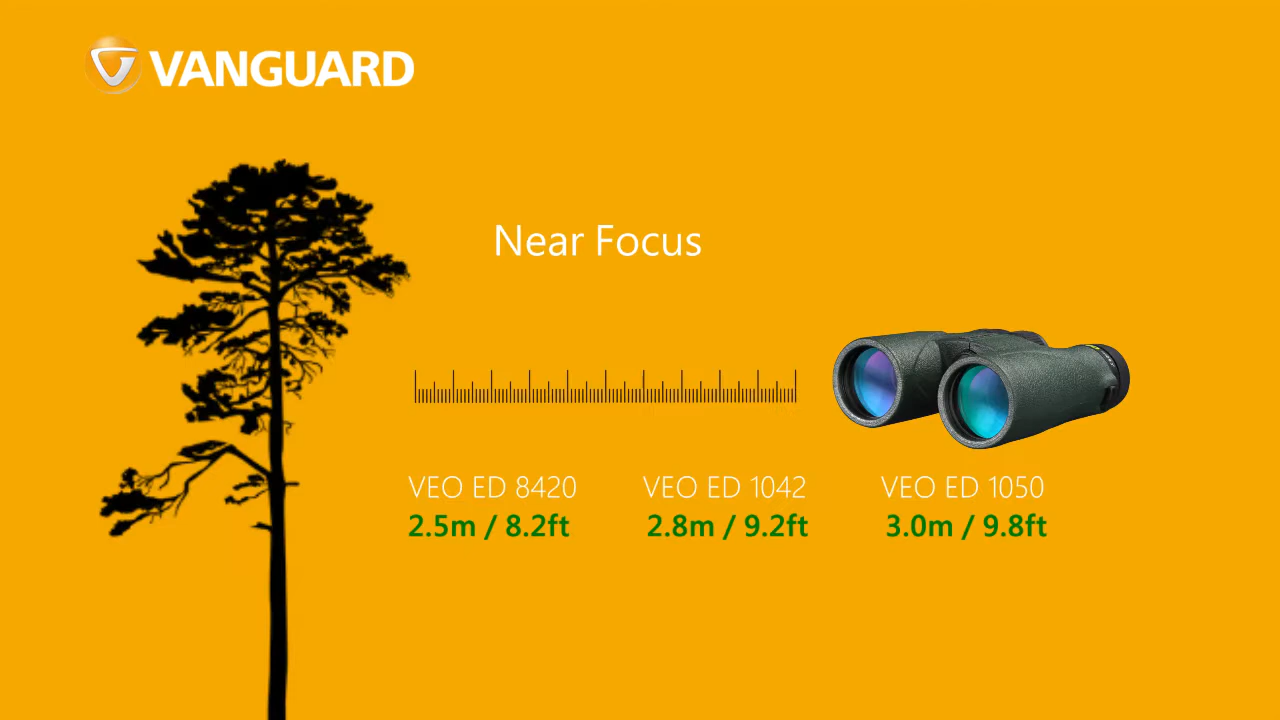 VANGUARD
Near Focus
VEO ED 8420
2.5m / 8.2ft
VEO ED 1042
2.8m / 9.2ft
VEO ED 1050
3.0m / 9.8ft